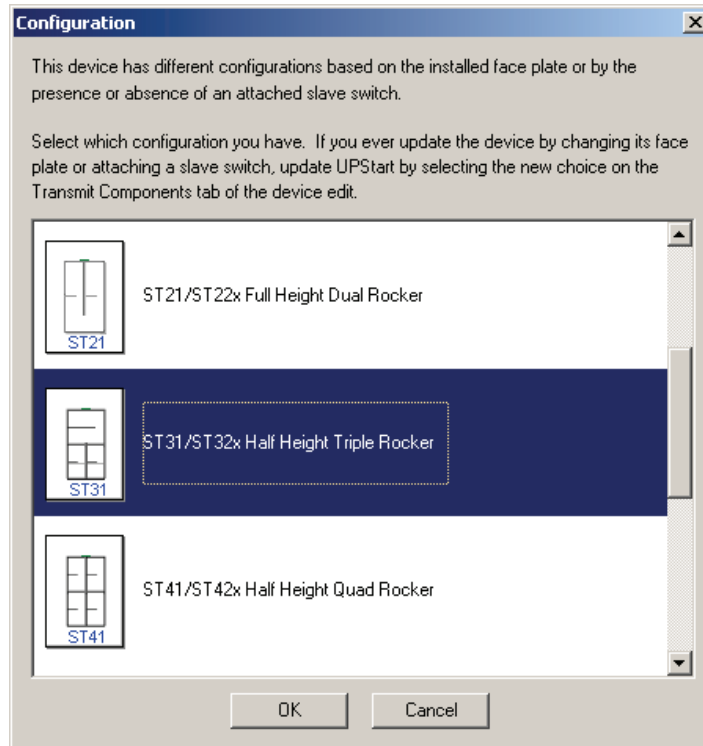 Configuration
This device has different configurations based on the installed face plate or by the
presence or absence of an attached slave switch.
Select which configuration you have.  If you ever update the device by changing its face
plate or attaching a slave switch, update UPStart by selecting the new choice on the
Transmit Components tab of the device edit.
ST21
ST21/ST22x Full Height Dual Rocker
ST31
ST31/ST32x Half Height Triple Rocker
ST41
ST41/ST42x Half Height Quad Rocker
OK Cancel